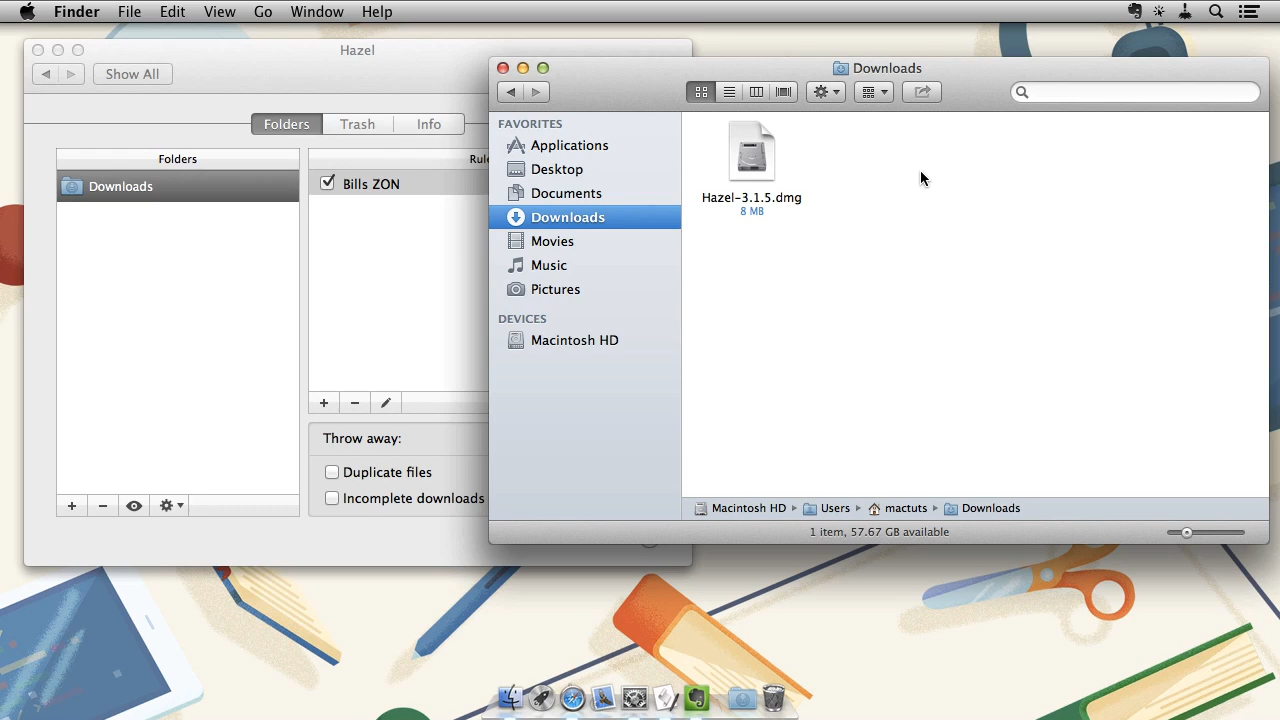 Finder File Edit View Go Window Help
Hazel
Show All
Folders Trash Info
Folders
Downloads
Rule
Bills ZON
Throw away:
Duplicate files
Incomplete downloads
Downloads
FAVORITES
Applications
Desktop
Documents
Downloads
Movies
Music
Pictures
DEVICES
Macintosh HD
Hazel-3.1.5.dmg
8 MB
Macintosh HD Users mactuts Downloads
1 item, 57.67 GB available